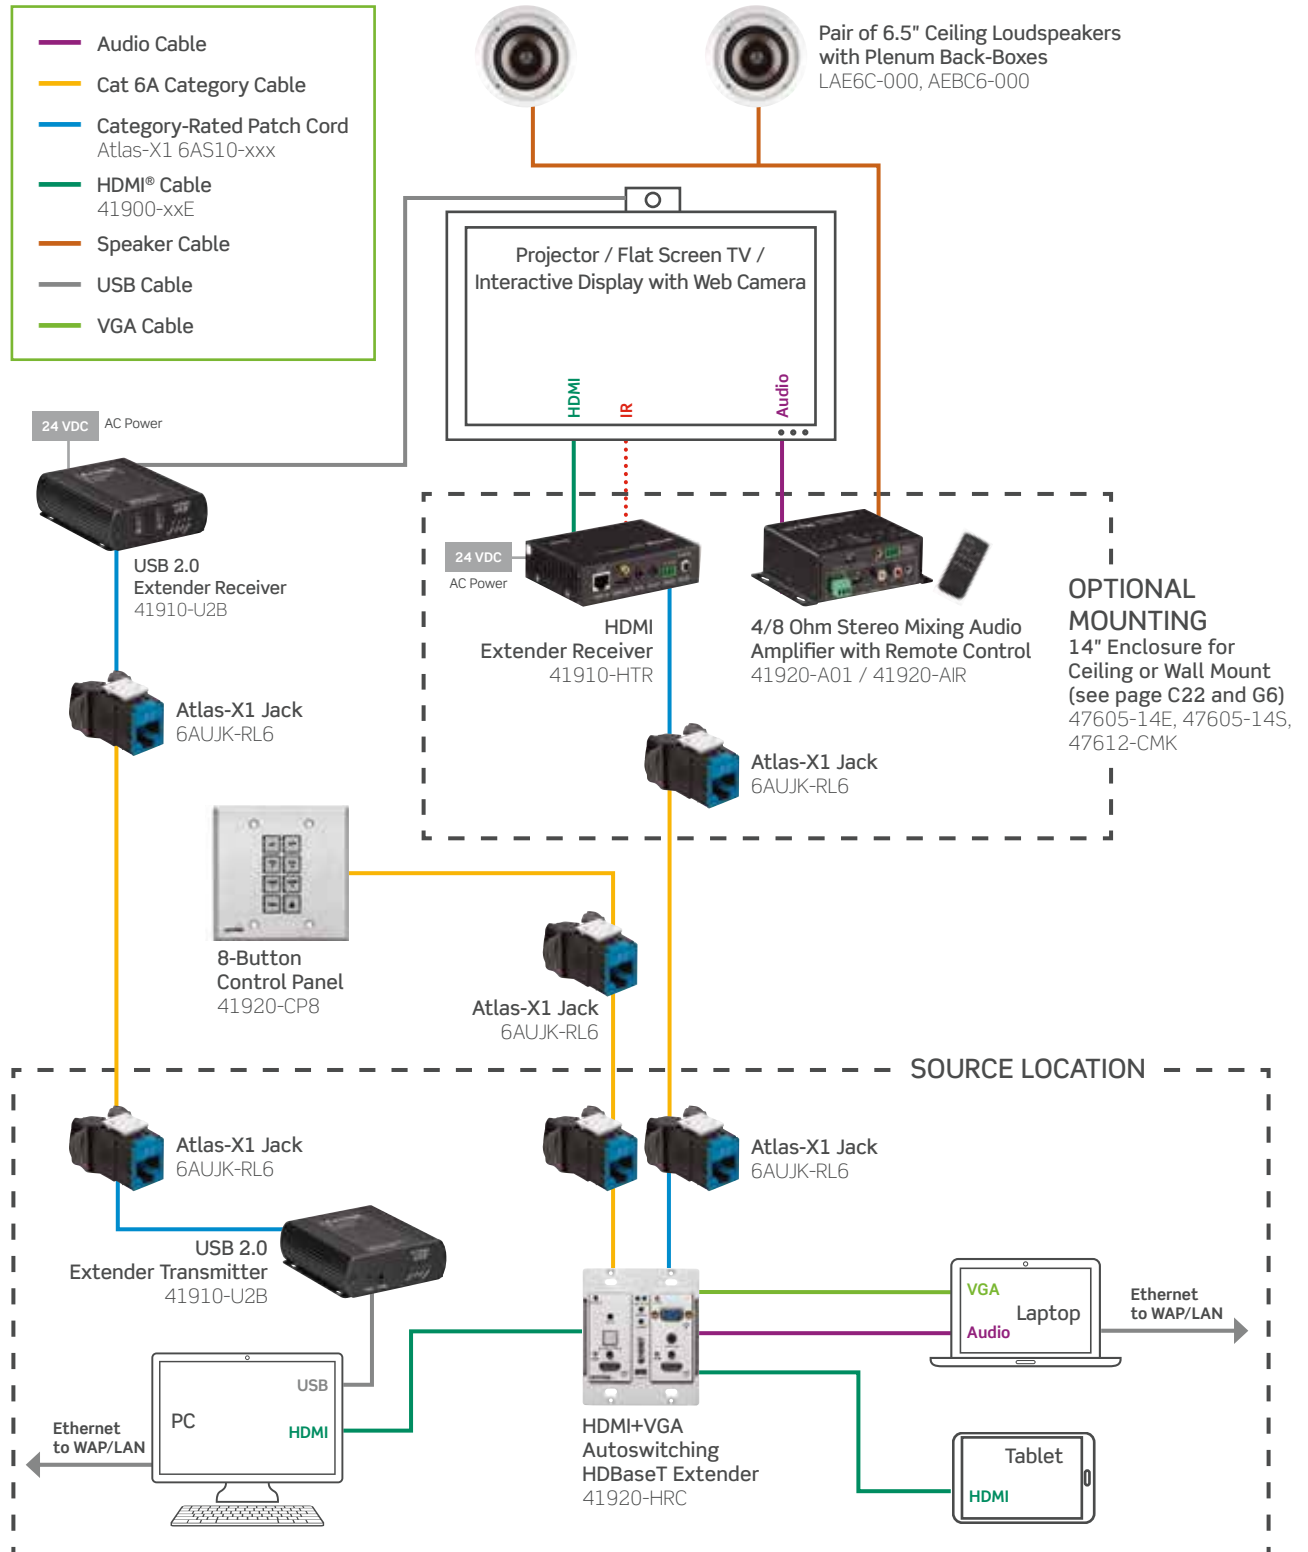 Audio Cable
Cat 6A Category Cable
Category-Rated Patch Cord
Atlas-X1 6AS10-xxx
HDMI® Cable
41900-xxE
Speaker Cable
USB Cable
VGA Cable
Pair of 6.5" Ceiling Loudspeakers
with Plenum Back-Boxes
LAE6C-000, AEBC6-000
Projector / Flat Screen TV /
Interactive Display with Web Camera
HDMI
IR
Audio
24 VDC
AC Power
USB 2.0
Extender Receiver
41910-U2B
24 VDC
AC Power
HDMI
Extender Receiver
41910-HTR
4/8 Ohm Stereo Mixing Audio
Amplifier with Remote Control
41920-A01 / 41920-AIR
OPTIONAL
MOUNTING
14" Enclosure for
Ceiling or Wall Mount
(see page C22 and G6)
47605-14E, 47605-14S,
47612-CMK
Atlas-X1 Jack
6AUJK-RL6
Atlas-X1 Jack
6AUJK-RL6
8-Button
Control Panel
41920-CP8
Atlas-X1 Jack
6AUJK-RL6
SOURCE LOCATION
Atlas-X1 Jack
6AUJK-RL6
Atlas-X1 Jack
6AUJK-RL6
USB 2.0
Extender Transmitter
41910-U2B
VGA
Laptop
Audio
Ethernet
to WAP/LAN
USB
PC
HDMI
Ethernet
to WAP/LAN
HDMI+VGA
Autoswitching
HDBaseT Extender
41920-HRC
Tablet
HDMI